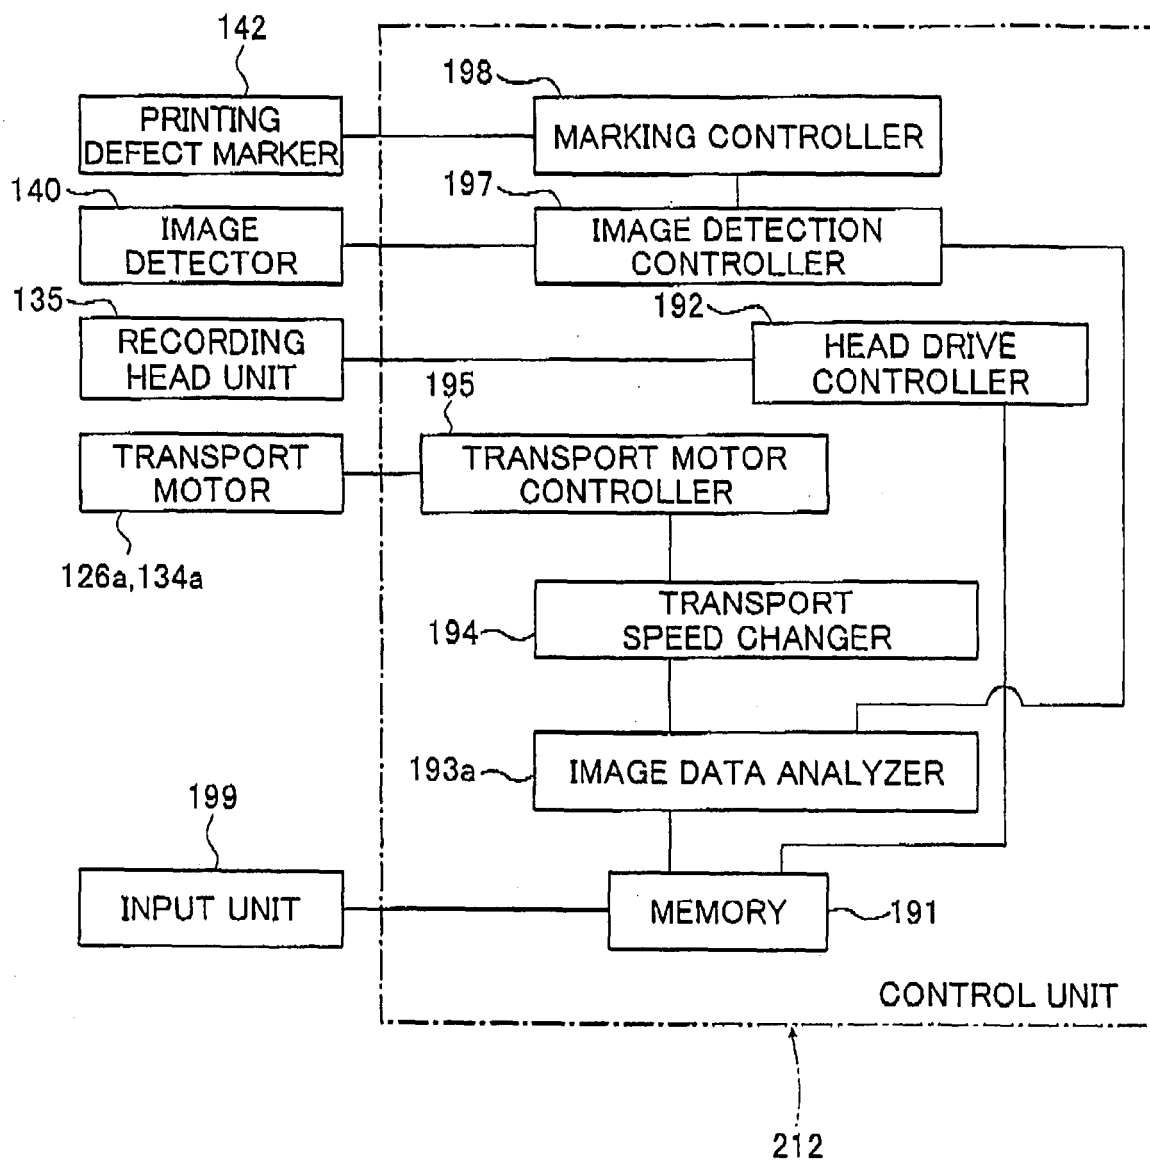 142
198
PRINTING
DEFECT MARKER
MARKING CONTROLLER
140
197
IMAGE
DETECTOR
IMAGE DETECTION
CONTROLLER
135
192
RECORDING
HEAD UNIT
HEAD DRIVE
CONTROLLER
195
TRANSPORT
MOTOR
TRANSPORT MOTOR
CONTROLLER
126a,134a
194
TRANSPORT
SPEED CHANGER
193a
IMAGE DATA ANALYZER
199
INPUT UNIT
MEMORY
191
CONTROL UNIT
212